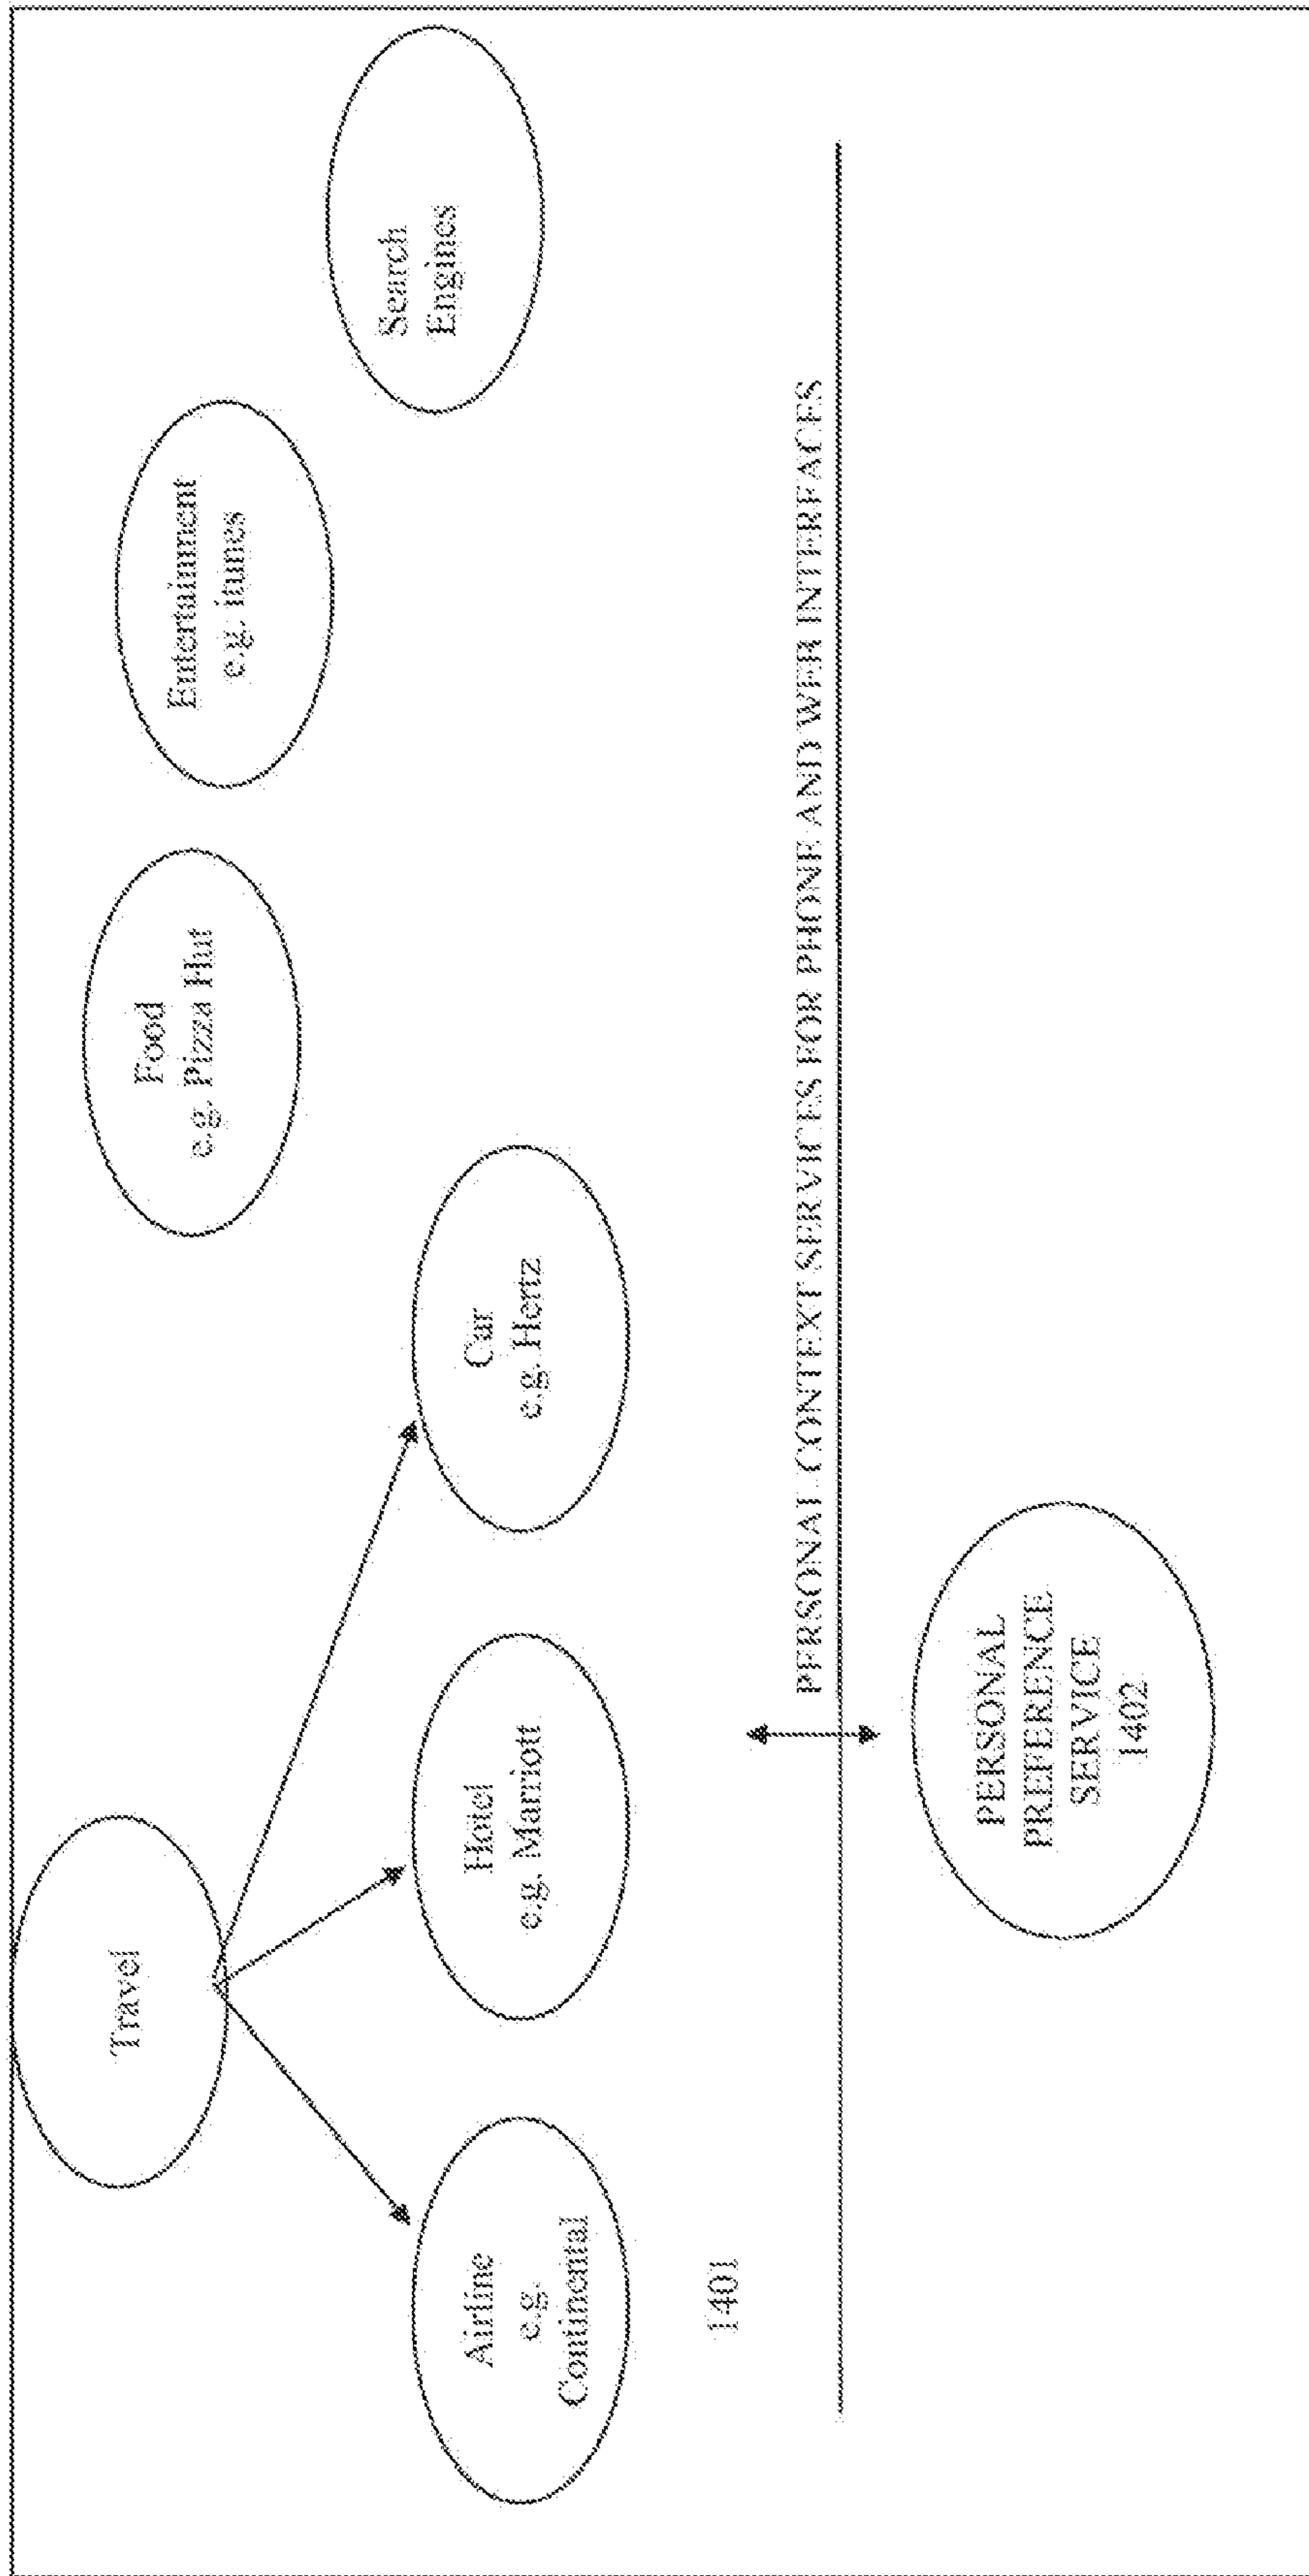 Travel
Airline
e.g.
Continental
Hotel
e.g. Marriott
Car
e.g. Hertz
Food
e.g. Pizza Hut
Entertainment
e.g. itunes
Search
Engines
1401
PERSONAL CONTEXT SERVICES FOR PHONE AND WEB INTERFACES
PERSONAL
PREFERENCE
SERVICE
1402